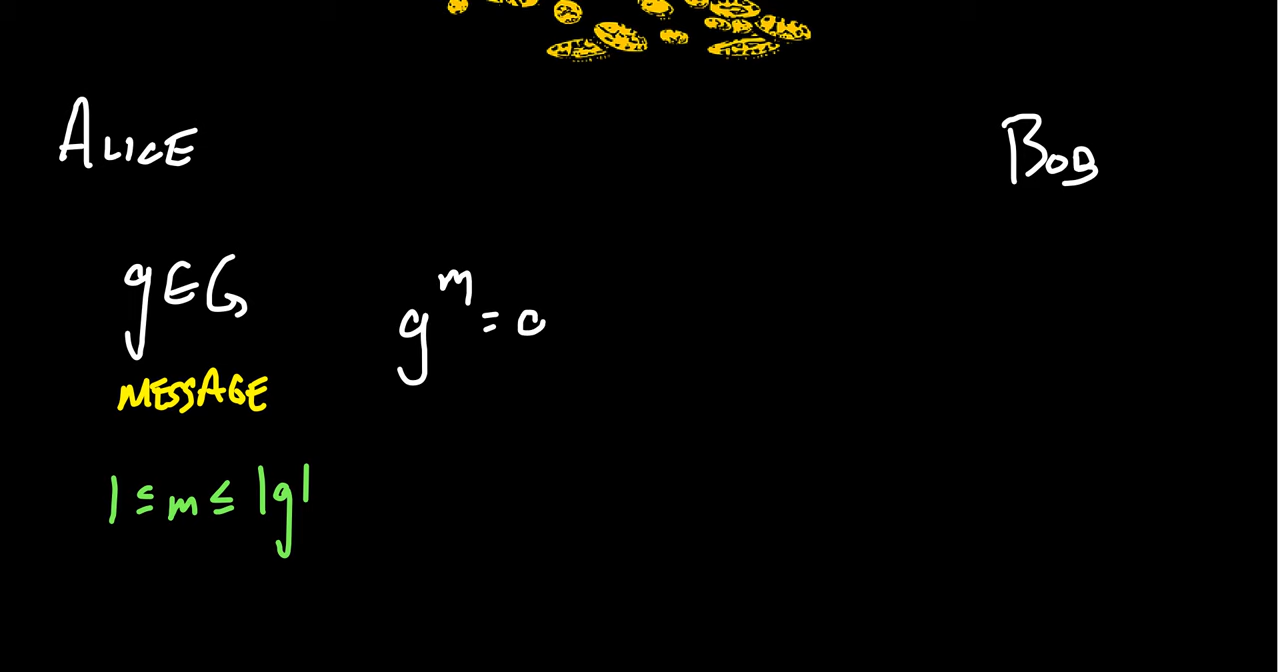 ALICE
BOB
g∈G
g^m = c
MESSAGE
1 ≤ m ≤ |g|